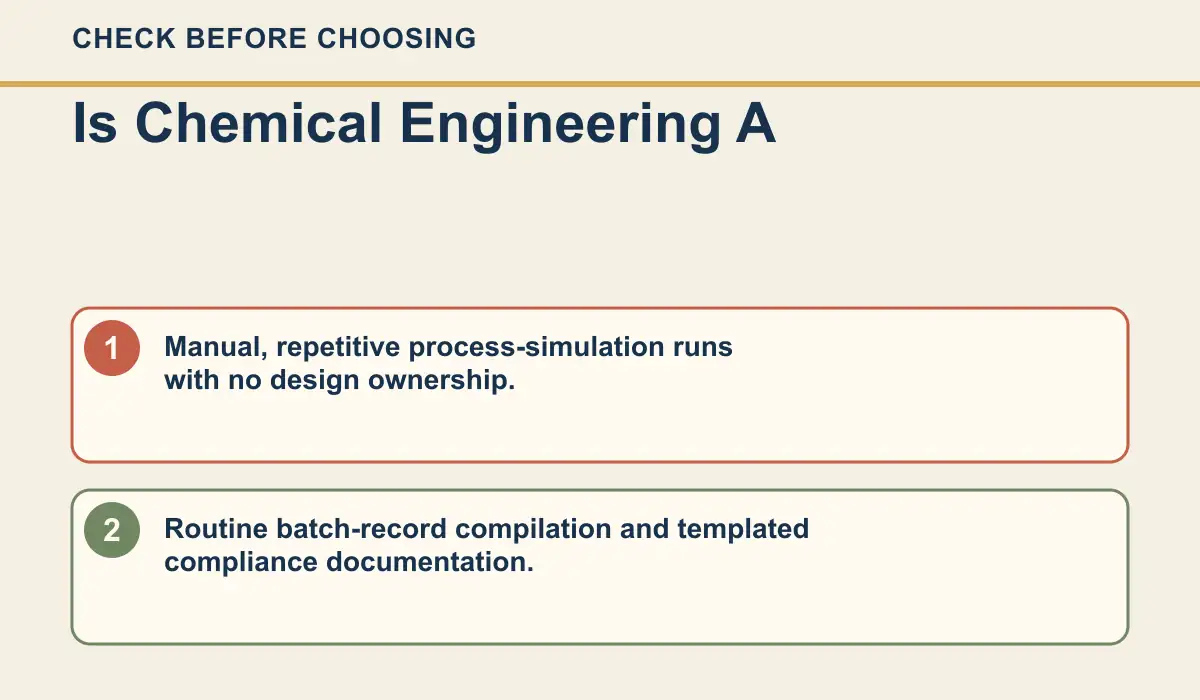 CHECK BEFORE CHOOSING
Is Chemical Engineering A
1
Manual, repetitive process-simulation runs
with no design ownership.
2
Routine batch-record compilation and templated
compliance documentation.